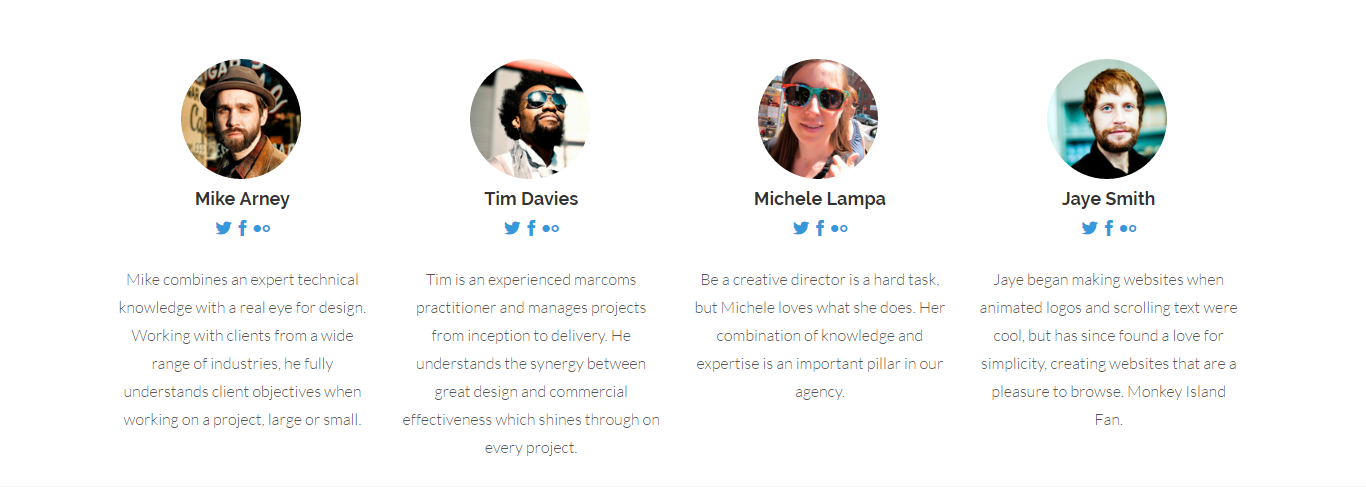 Mike Arney
Mike combines an expert technical
knowledge with a real eye for design.
Working with clients from a wide
range of industries, he fully
understands client objectives when
working on a project, large or small.
Tim Davies
Tim is an experienced marcoms
practitioner and manages projects
from inception to delivery. He
understands the synergy between
great design and commercial
effectiveness which shines through on
every project.
Michele Lampa
Be a creative director is a hard task,
but Michele loves what she does. Her
combination of knowledge and
expertise is an important pillar in our
agency.
Jaye Smith
Jaye began making websites when
animated logos and scrolling text were
cool, but has since found a love for
simplicity, creating websites that are a
pleasure to browse. Monkey Island
Fan.